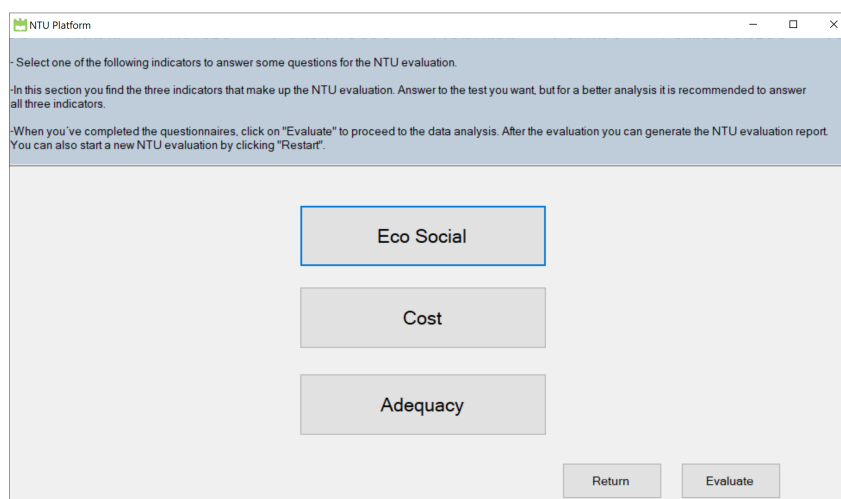 NTU Platform
- Select one of the following indicators to answer some questions for the NTU evaluation.
-In this section you find the three indicators that make up the NTU evaluation. Answer to the test you want, but for a better analysis it is recommended to answer
all three indicators.
-When you´ve completed the questionnaires, click on "Evaluate" to proceed to the data analysis. After the evaluation you can generate the NTU evaluation report.
You can also start a new NTU evaluation by clicking "Restart".
Eco Social
Cost
Adequacy
Return
Evaluate